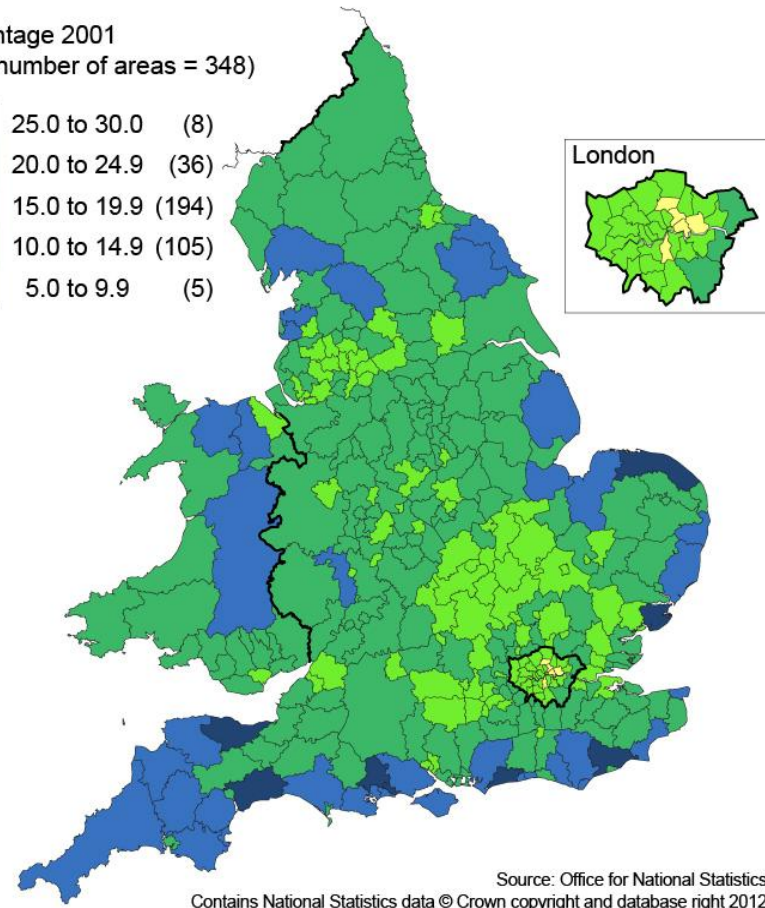 ntage 2001
number of areas = 348)
25.0 to 30.0 (8)
20.0 to 24.9 (36)
15.0 to 19.9 (194)
10.0 to 14.9 (105)
5.0 to 9.9 (5)
London
Source: Office for National Statistics
Contains National Statistics data © Crown copyright and database right 2012